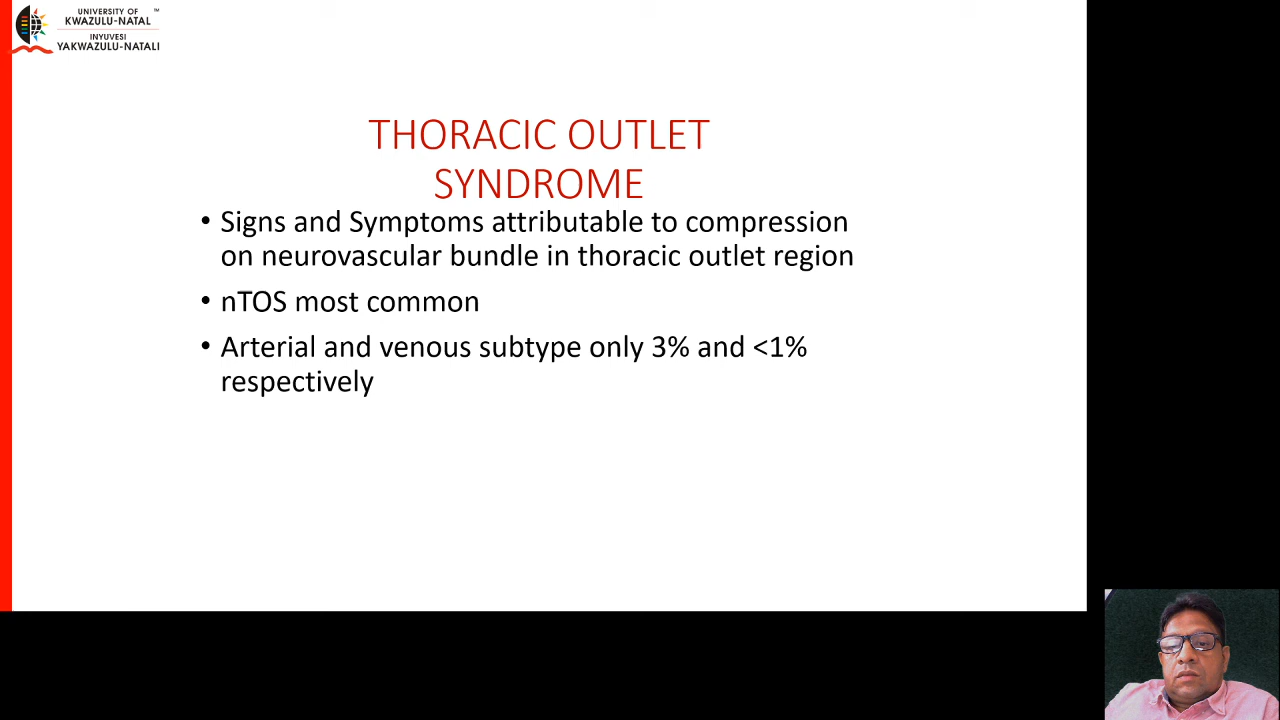 UNIVERSITY OF ™
KWAZULU-NATAL
INYUVESI
YAKWAZULU-NATALI
THORACIC OUTLET
SYNDROME
• Signs and Symptoms attributable to compression
on neurovascular bundle in thoracic outlet region
• nTOS most common
• Arterial and venous subtype only 3% and <1%
respectively